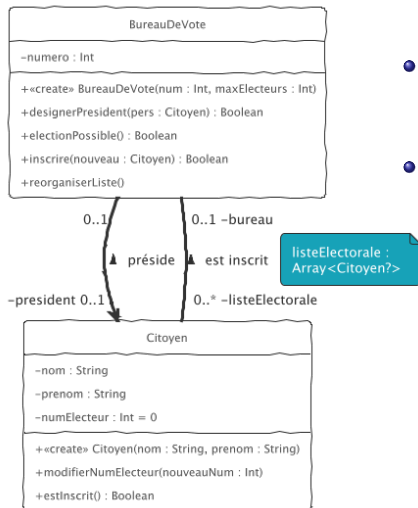 BureauDeVote
-numero : Int
+«create» BureauDeVote(num : Int, maxElecteurs : Int)
+designerPresident(pers : Citoyen) : Boolean
+electionPossible() : Boolean
+inscrire(nouveau : Citoyen) : Boolean
+reorganiserListe()
0..1
0..1 -bureau
préside
est inscrit
listeElectorale :
Array<Citoyen?>
-president 0..1
0..* -listeElectorale
Citoyen
-nom : String
-prenom : String
-numElecteur : Int = 0
+«create» Citoyen(nom : String, prenom : String)
+modifierNumElecteur(nouveauNum : Int)
+estInscrit() : Boolean